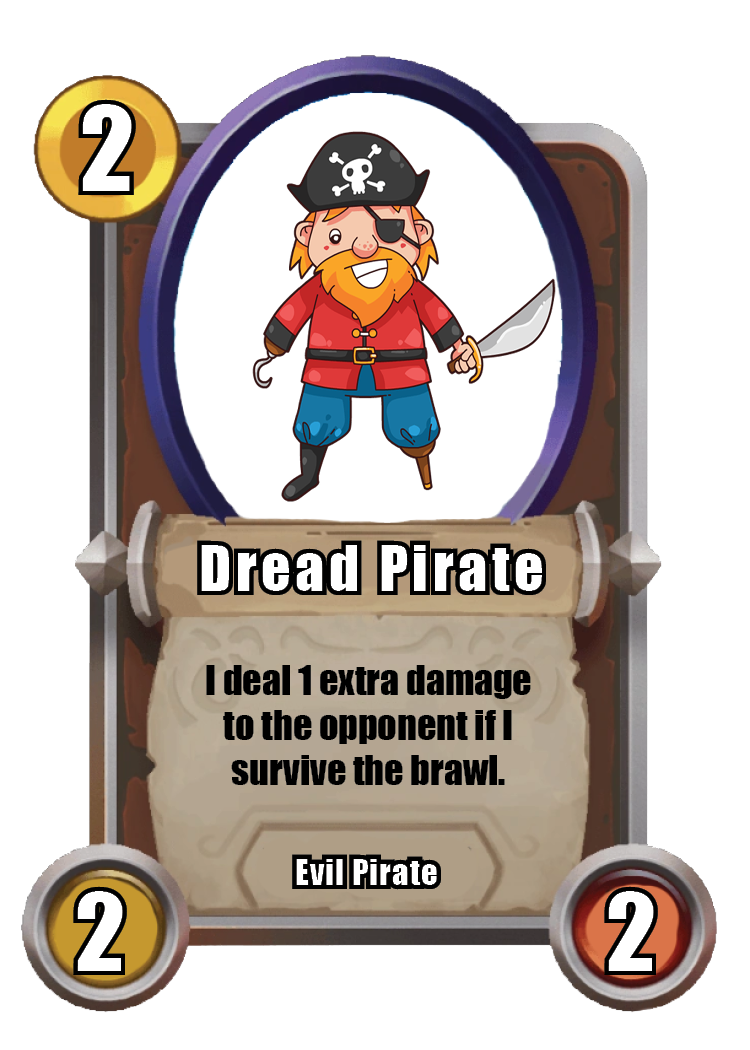 2
Dread Pirate
I deal 1 extra damage
to the opponent if I
survive the brawl.
Evil Pirate
2
2